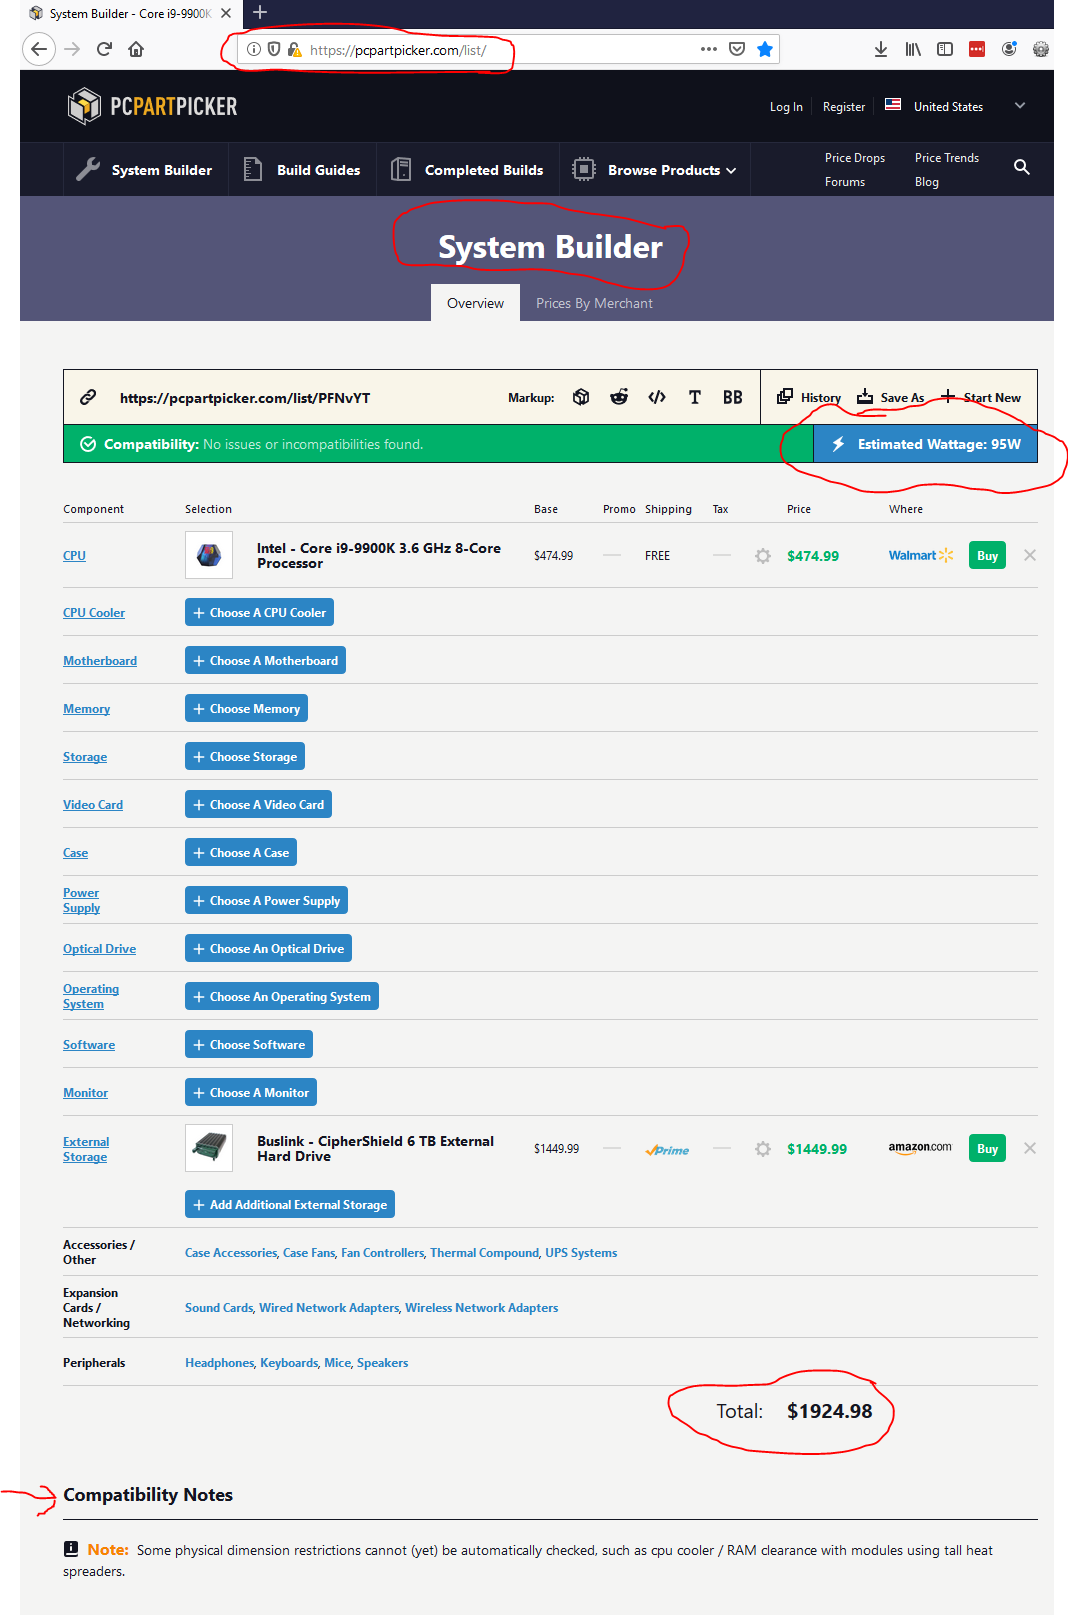 System Builder - Core i9-9900K
https://pcpartpicker.com/list/
PCPARTPICKER
Log In Register United States
System Builder Build Guides Completed Builds Browse Products
Price Drops Price Trends
Forums Blog
System Builder
Overview Prices By Merchant
https://pcpartpicker.com/list/PFNvYT Markup: T BB History Save As Start New
Compatibility: No issues or incompatibilities found. Estimated Wattage: 95W
Component Selection Base Promo Shipping Tax Price Where
CPU Intel - Core i9-9900K 3.6 GHz 8-Core Processor $474.99 — FREE — $474.99 Walmart Buy
CPU Cooler + Choose A CPU Cooler
Motherboard + Choose A Motherboard
Memory + Choose Memory
Storage + Choose Storage
Video Card + Choose A Video Card
Case + Choose A Case
Power Supply + Choose A Power Supply
Optical Drive + Choose An Optical Drive
Operating System + Choose An Operating System
Software + Choose Software
Monitor + Choose A Monitor
External Storage Buslink - CipherShield 6 TB External Hard Drive $1449.99 — Prime — $1449.99 amazon.com Buy
+ Add Additional External Storage
Accessories / Other Case Accessories, Case Fans, Fan Controllers, Thermal Compound, UPS Systems
Expansion Cards / Networking Sound Cards, Wired Network Adapters, Wireless Network Adapters
Peripherals Headphones, Keyboards, Mice, Speakers
Total: $1924.98
Compatibility Notes
Note: Some physical dimension restrictions cannot (yet) be automatically checked, such as cpu cooler / RAM clearance with modules using tall heat
spreaders.